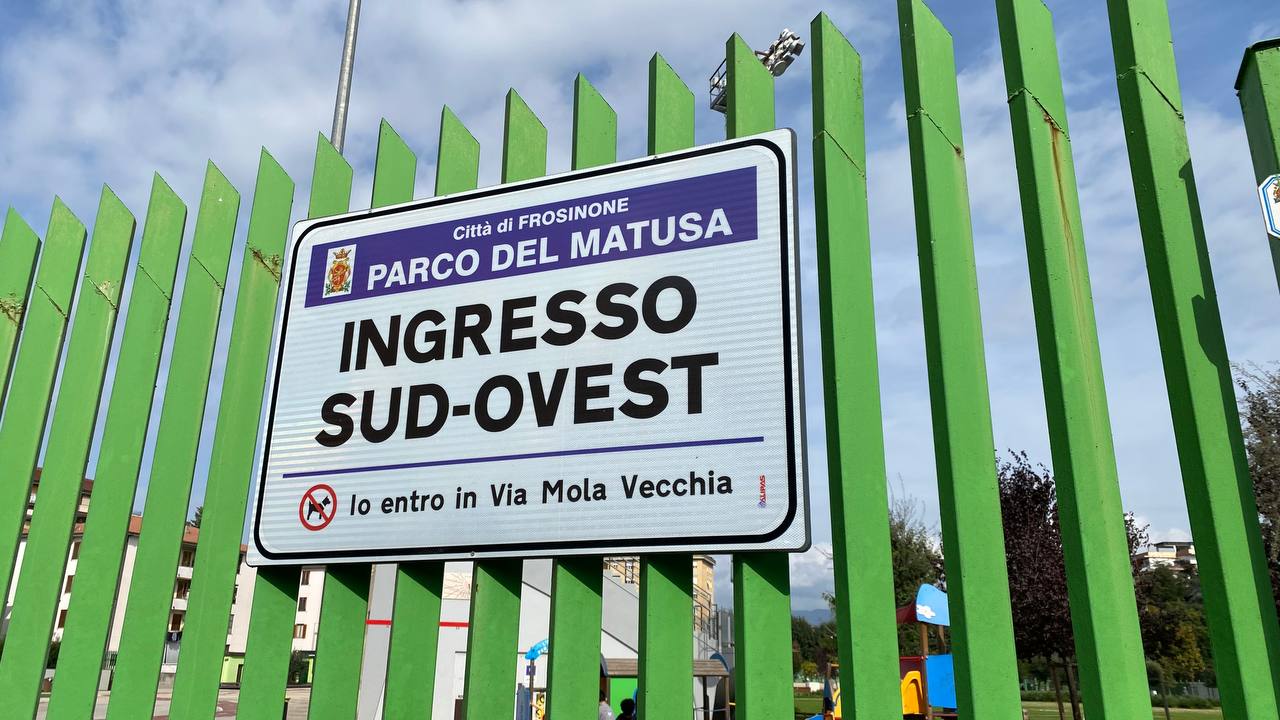 Città di FROSINONE
PARCO DEL MATUSA
INGRESSO
SUD-OVEST
Io entro in Via Mola Vecchia